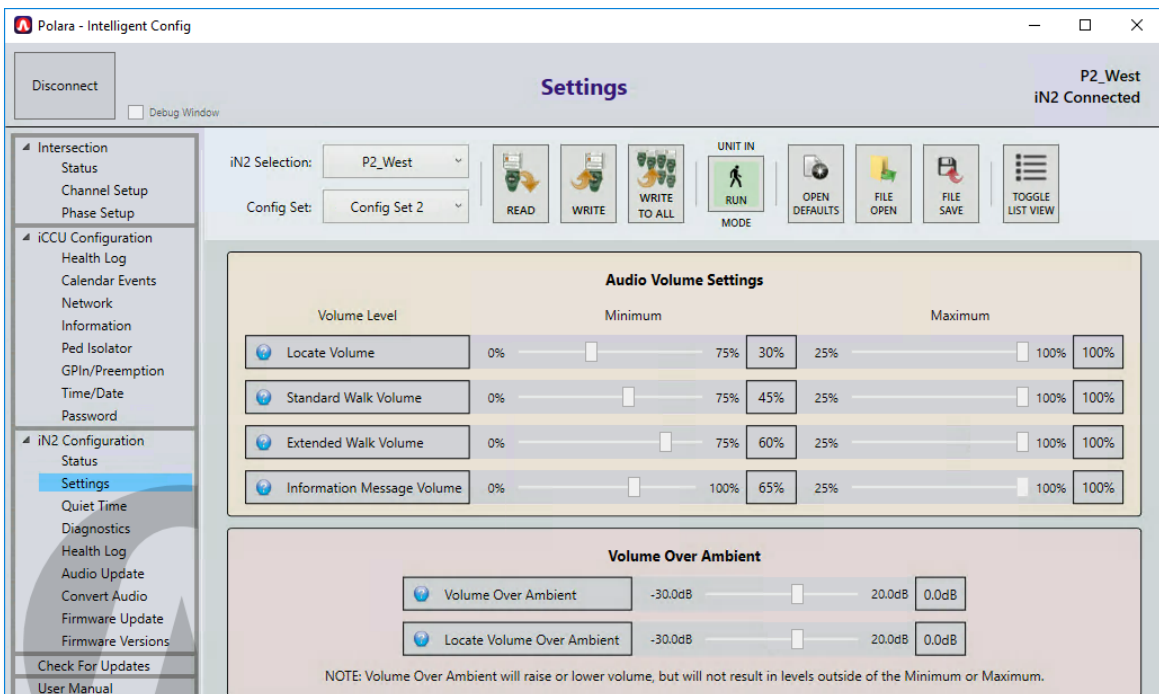 Polara - Intelligent Config
Disconnect
Debug Window
Settings
P2_West
iN2 Connected
Intersection
Status
Channel Setup
Phase Setup
iCCU Configuration
Health Log
Calendar Events
Network
Information
Ped Isolator
GPIn/Preemption
Time/Date
Password
iN2 Configuration
Status
Settings
Quiet Time
Diagnostics
Health Log
Audio Update
Convert Audio
Firmware Update
Firmware Versions
Check For Updates
User Manual
iN2 Selection: P2_West
Config Set: Config Set 2
READ
WRITE
WRITE
TO ALL
UNIT IN
RUN
MODE
OPEN
DEFAULTS
FILE
OPEN
FILE
SAVE
TOGGLE
LIST VIEW
Audio Volume Settings
Volume Level Minimum Maximum
Locate Volume 0% 75% 30% 25% 100% 100%
Standard Walk Volume 0% 75% 45% 25% 100% 100%
Extended Walk Volume 0% 75% 60% 25% 100% 100%
Information Message Volume 0% 100% 65% 25% 100% 100%
Volume Over Ambient
Volume Over Ambient -30.0dB 20.0dB 0.0dB
Locate Volume Over Ambient -30.0dB 20.0dB 0.0dB
NOTE: Volume Over Ambient will raise or lower volume, but will not result in levels outside of the Minimum or Maximum.